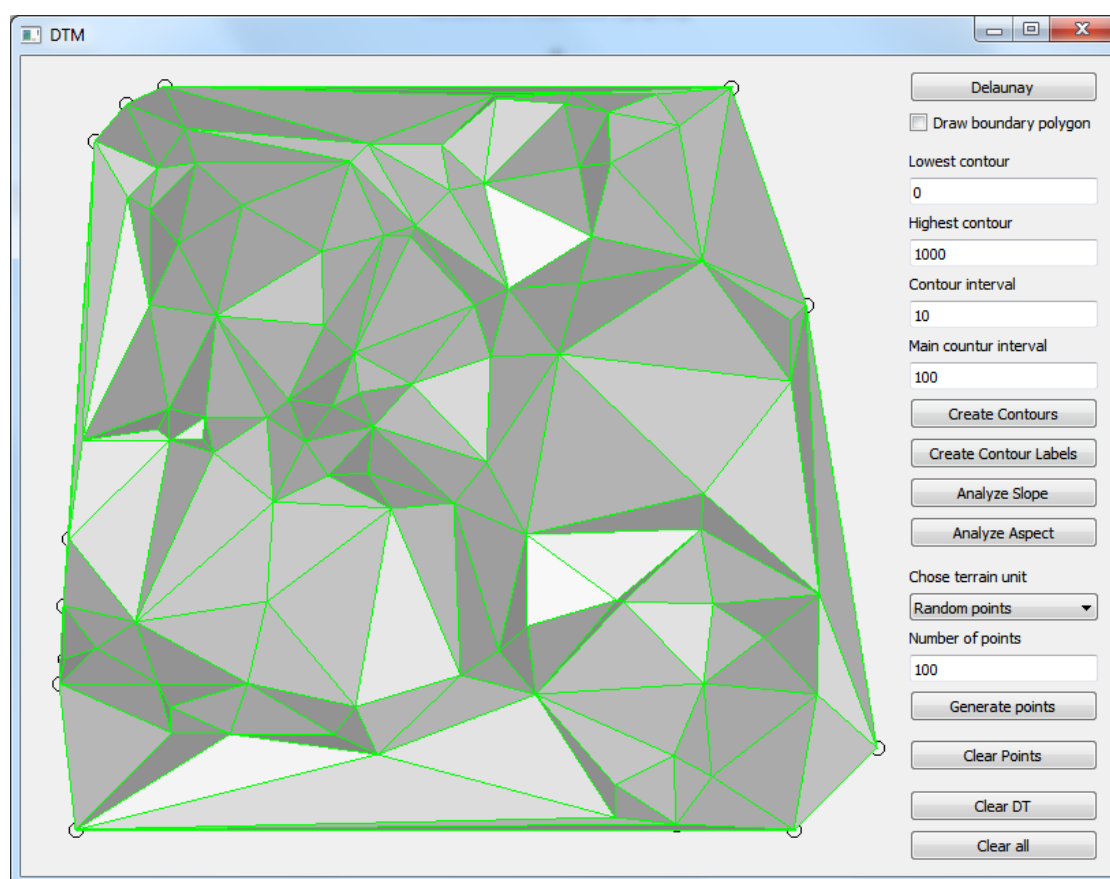 DTM
Delaunay
Draw boundary polygon
Lowest contour
0
Highest contour
1000
Contour interval
10
Main countur interval
100
Create Contours
Create Contour Labels
Analyze Slope
Analyze Aspect
Chose terrain unit
Random points
Number of points
100
Generate points
Clear Points
Clear DT
Clear all